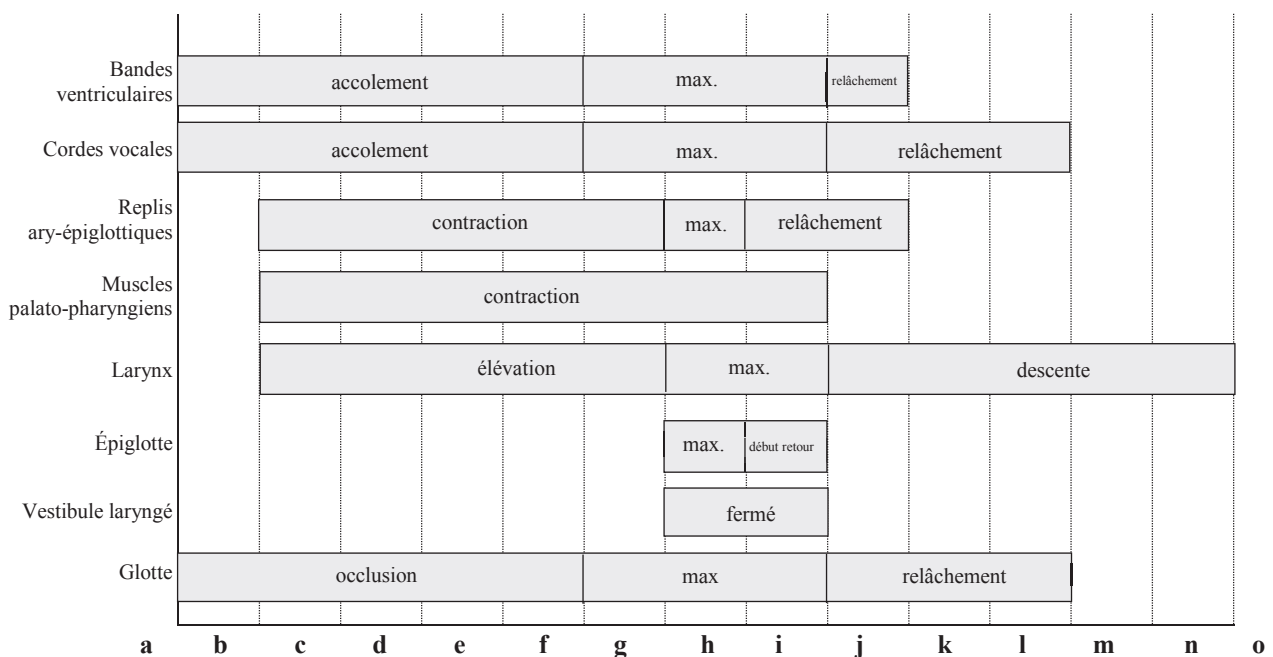 Bandes
ventriculaires
accolement
max.
relâchement
Cordes vocales
accolement
max.
relâchement
Replis
ary-épiglottiques
contraction
max.
relâchement
Muscles
palato-pharyngiens
contraction
Larynx
élévation
max.
descente
Épiglotte
max.
début retour
Vestibule laryngé
fermé
Glotte
occlusion
max
relâchement
a b c d e f g h i j k l m n o